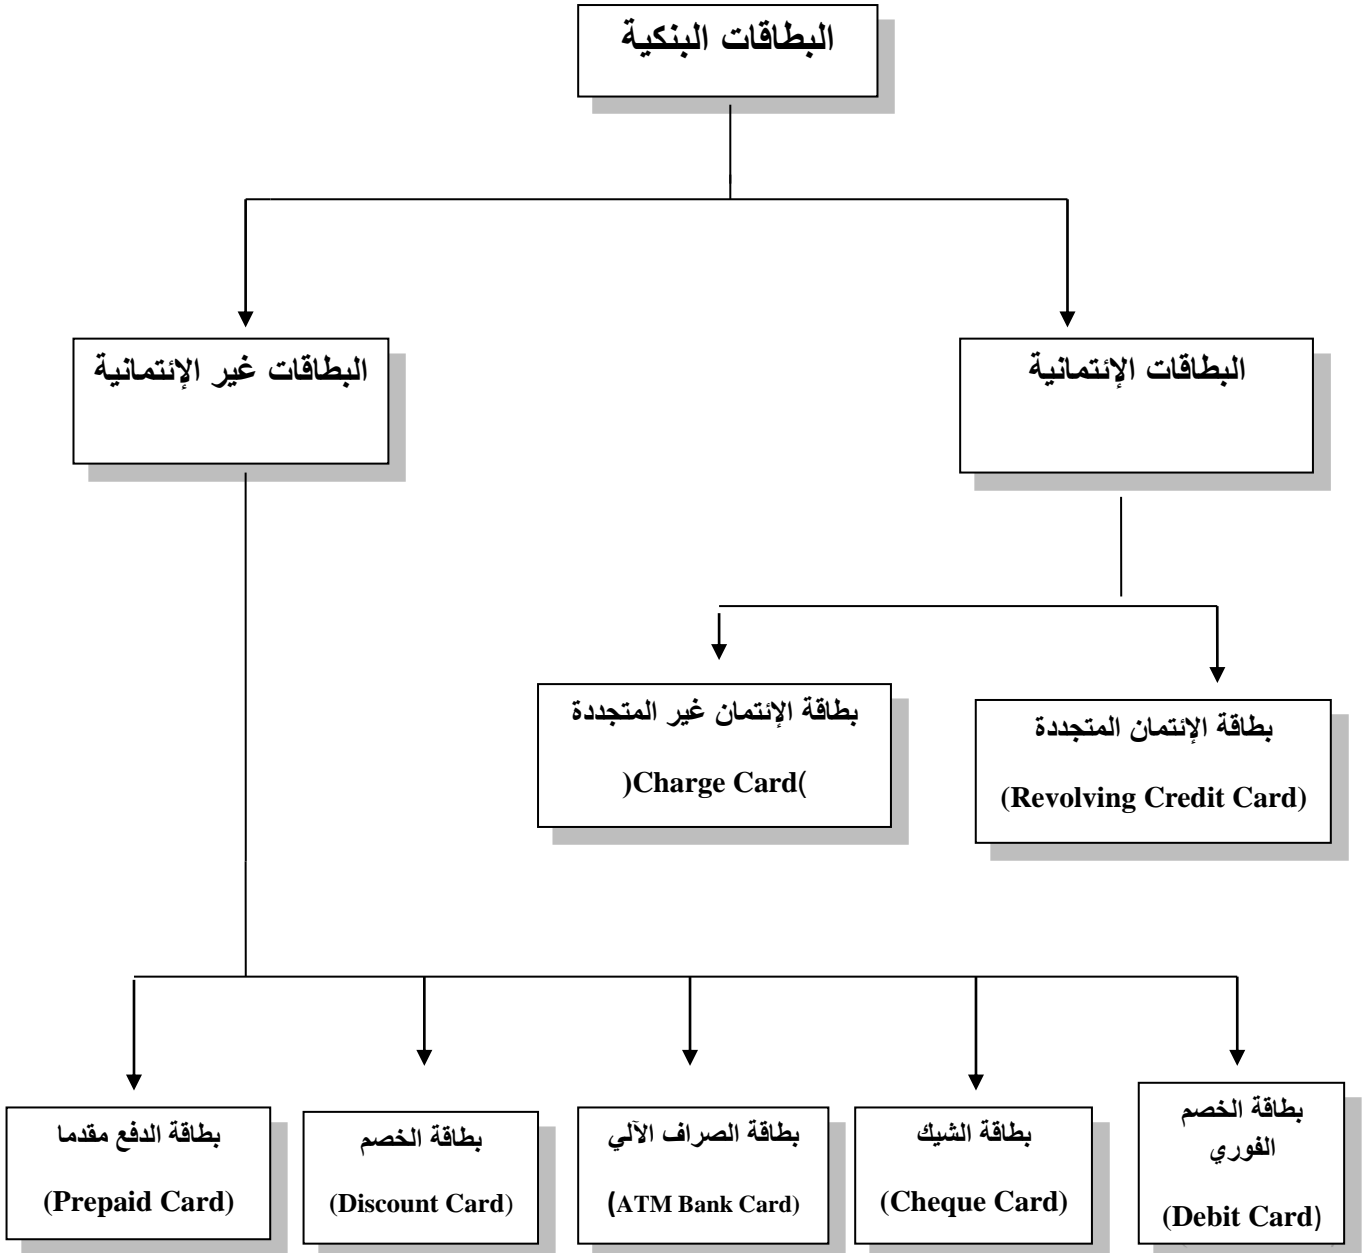 البطاقات البنكية
البطاقات الإئتمانية
البطاقات غير الإئتمانية
بطاقة الإئتمان المتجددة
(Revolving Credit Card)
بطاقة الإئتمان غير المتجددة
)Charge Card(
بطاقة الخصم
الفوري
(Debit Card)
بطاقة الشيك
(Cheque Card)
بطاقة الصراف الآلي
(ATM Bank Card)
بطاقة الخصم
(Discount Card)
بطاقة الدفع مقدما
(Prepaid Card)